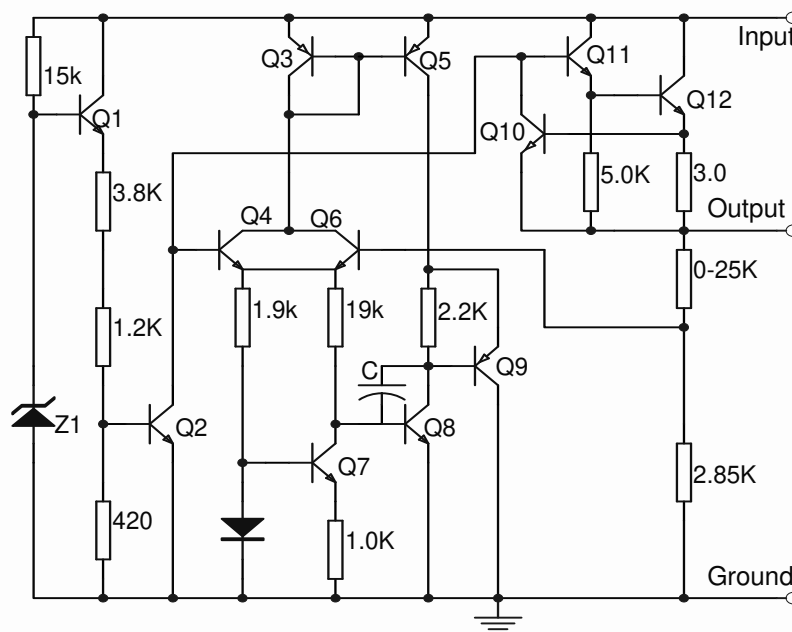 Input
Q3
Q5
Q11
15k
Q12
Q1
Q10
3.8K
5.0K
3.0
Output
Q4
Q6
0-25K
1.9k
19k
2.2K
1.2K
C
Q9
Z1
Q2
Q8
Q7
2.85K
420
1.0K
Ground